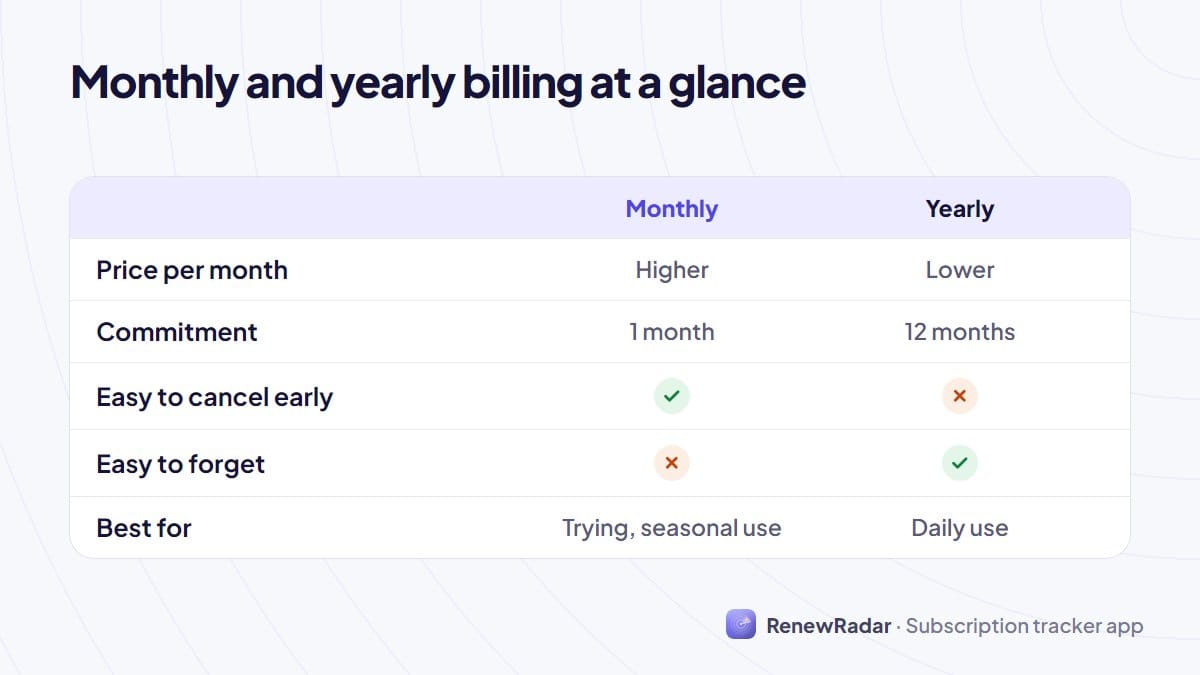 Monthly and yearly billing at a glance
Monthly Yearly
Price per month Higher Lower
Commitment 1 month 12 months
Easy to cancel early ✓ ✕
Easy to forget ✕ ✓
Best for Trying, seasonal use Daily use
RenewRadar · Subscription tracker app